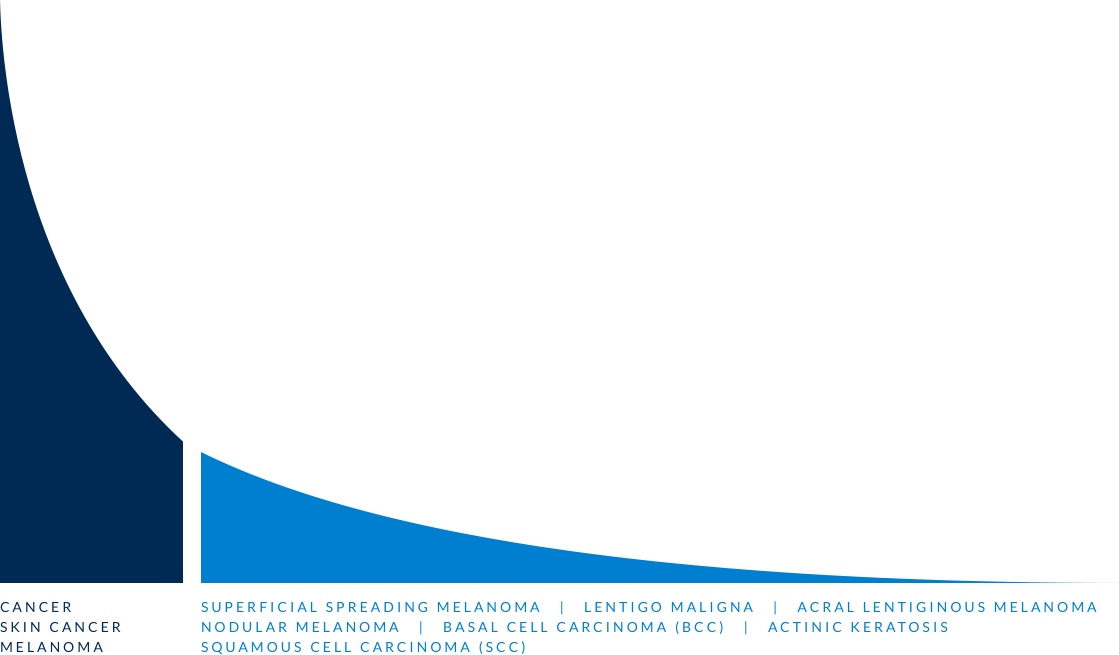 CANCER
SKIN CANCER
MELANOMA
SUPERFICIAL SPREADING MELANOMA | LENTIGO MALIGNA | ACRAL LENTIGINOUS MELANOMA
NODULAR MELANOMA | BASAL CELL CARCINOMA (BCC) | ACTINIC KERATOSIS
SQUAMOUS CELL CARCINOMA (SCC)